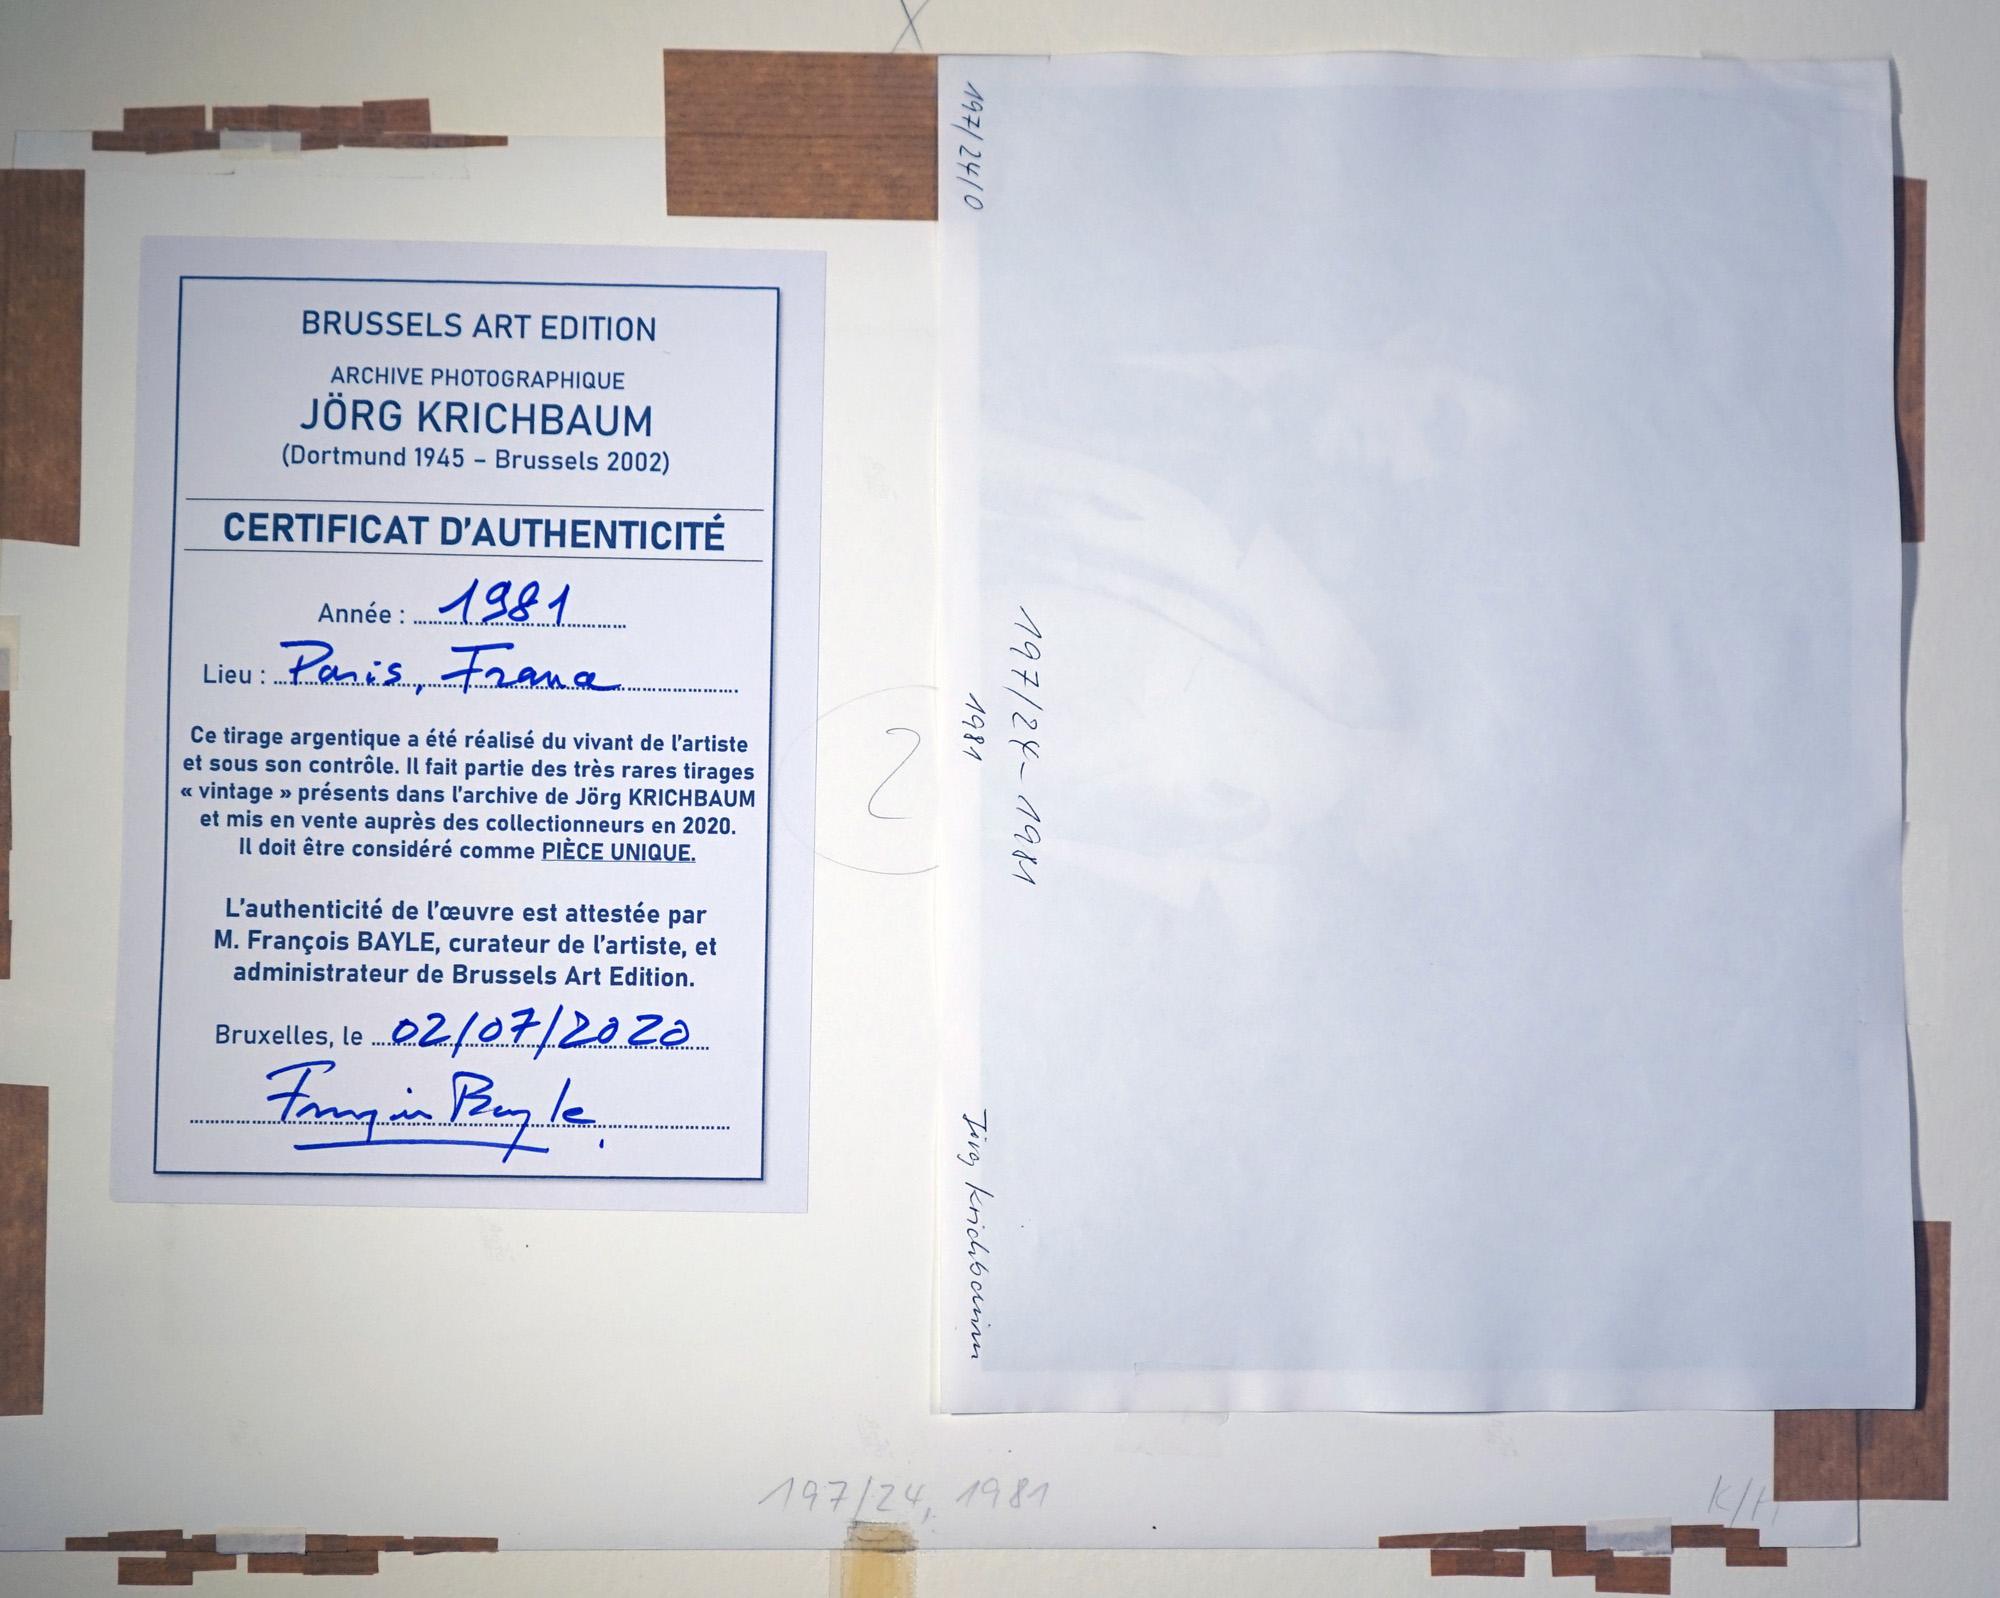 BRUSSELS ART EDITION
ARCHIVE PHOTOGRAPHIQUE
JÖRG KRICHBAUM
(Dortmund 1945 – Brussels 2002)
CERTIFICAT D'AUTHENTICITÉ
Année : 1981
Lieu : Paris, France
Ce tirage argentique a été réalisé du vivant de l'artiste
et sous son contrôle. Il fait partie des très rares tirages
« vintage » présents dans l'archive de Jörg KRICHBAUM
et mis en vente auprès des collectionneurs en 2020.
Il doit être considéré comme PIÈCE UNIQUE.
L'authenticité de l'œuvre est attestée par
M. François BAYLE, curateur de l'artiste, et
administrateur de Brussels Art Edition.
Bruxelles, le 02/07/2020
François Bayle
2
197/24/0
1981
Jörg Krichbaum
197/24-1981
197/24, 1981
K/H